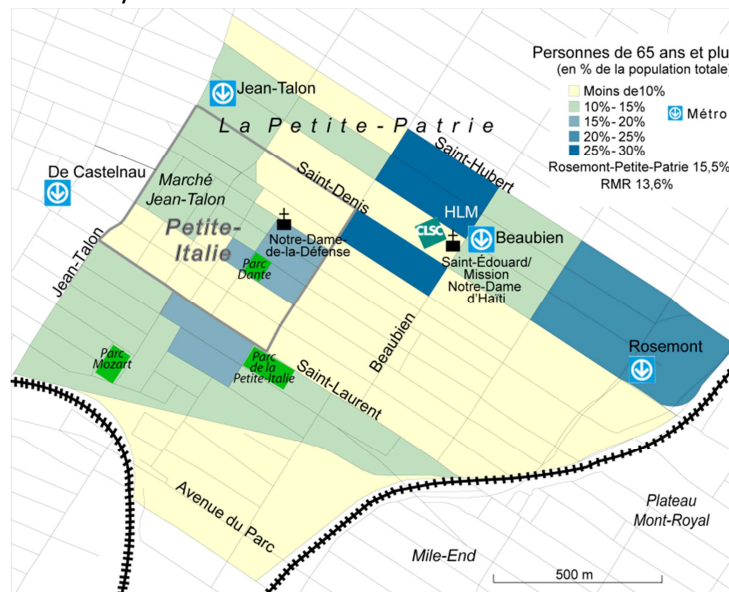 Personnes de 65 ans et plu
(en % de la population totale)
Moins de10%
10%- 15%
15%- 20%
20%- 25%
25%- 30%
Métro
Rosemont-Petite-Patrie 15,5%
RMR 13,6%
Jean-Talon
La Petite-Patrie
De Castelnau
Marché
Jean-Talon
Saint-Denis
Saint-Hubert
Petite-
Italie
HLM
CLSC
Beaubien
Notre-Dame-
de-la-Défense
Saint-Édouard/
Mission
Notre-Dame
d'Haïti
Jean-Talon
Parc
Dante
Beaubien
Rosemont
Parc
Mozart
Parc
de la
Petite-Italie
Saint-Laurent
Avenue du Parc
Plateau
Mont-Royal
Mile-End
500 m